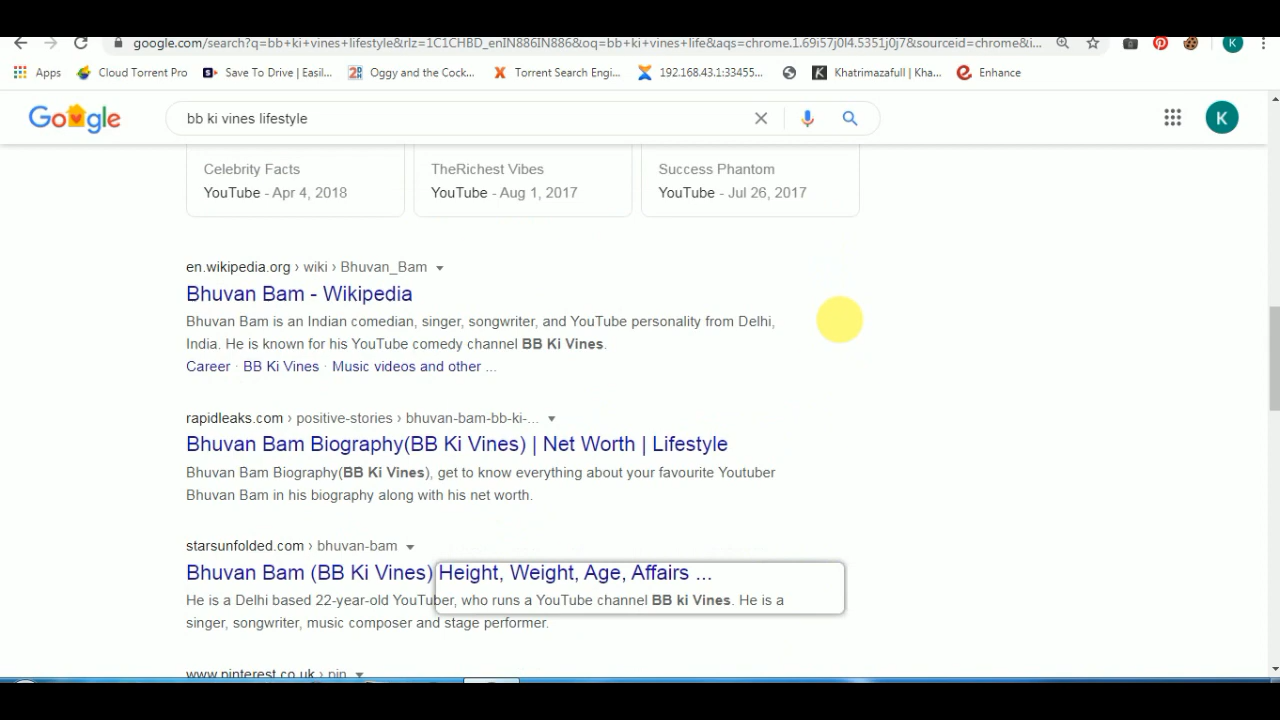 google.com/search?q=bb+ki+vines+lifestyle&rlz=1C1CHBD_enIN886IN886&oq=bb+ki+vines+life&aqs=chrome.1.69i57j0l4.5351j0j7&sourceid=chrome&i...
Apps Cloud Torrent Pro Save To Drive | Easil... Oggy and the Cock... Torrent Search Engi... 192.168.43.1:33455... Khatrimazafull | Kha... Enhance
Google bb ki vines lifestyle K
Celebrity Facts TheRichest Vibes Success Phantom
YouTube - Apr 4, 2018 YouTube - Aug 1, 2017 YouTube - Jul 26, 2017
en.wikipedia.org › wiki › Bhuvan_Bam
Bhuvan Bam - Wikipedia
Bhuvan Bam is an Indian comedian, singer, songwriter, and YouTube personality from Delhi,
India. He is known for his YouTube comedy channel BB Ki Vines.
Career · BB Ki Vines · Music videos and other ...
rapidleaks.com › positive-stories › bhuvan-bam-bb-ki-...
Bhuvan Bam Biography(BB Ki Vines) | Net Worth | Lifestyle
Bhuvan Bam Biography(BB Ki Vines), get to know everything about your favourite Youtuber
Bhuvan Bam in his biography along with his net worth.
starsunfolded.com › bhuvan-bam
Bhuvan Bam (BB Ki Vines) Height, Weight, Age, Affairs ...
He is a Delhi based 22-year-old YouTuber, who runs a YouTube channel BB ki Vines. He is a
singer, songwriter, music composer and stage performer.
www.pinterest.co.uk › pin